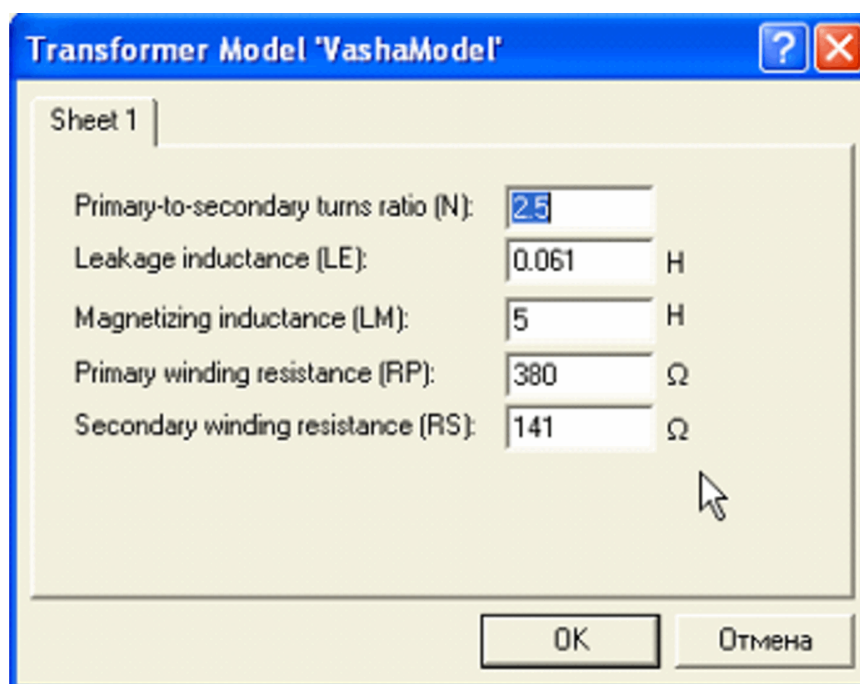 Transformer Model 'VashaModel'
Sheet 1
Primary-to-secondary turns ratio (N): 2.5
Leakage inductance (LE): 0.061 H
Magnetizing inductance (LM): 5 H
Primary winding resistance (RP): 380 Ω
Secondary winding resistance (RS): 141 Ω
OK Отмена